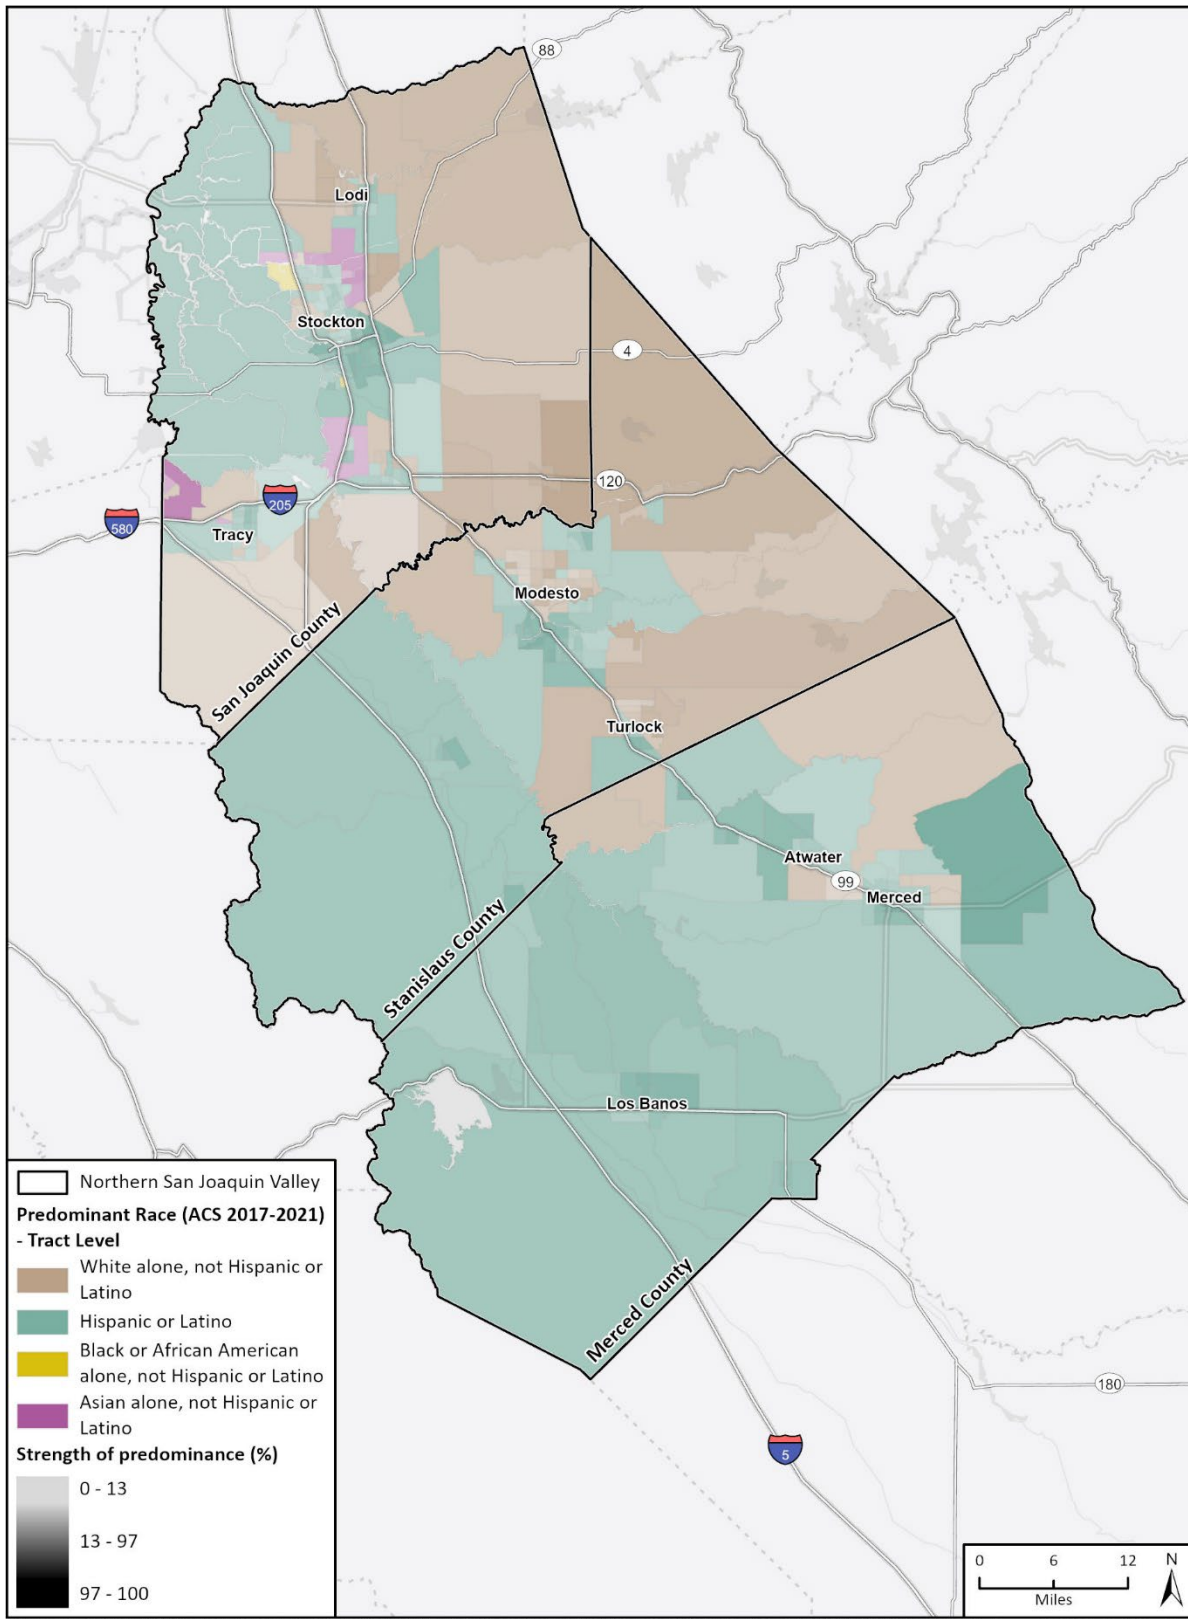 88
Lodi
Stockton
4
120
205
580
Tracy
Modesto
San Joaquin County
Turlock
Atwater
99
Merced
Stanislaus County
Los Banos
Merced County
180
5
Northern San Joaquin Valley
Predominant Race (ACS 2017-2021)
- Tract Level
White alone, not Hispanic or
Latino
Hispanic or Latino
Black or African American
alone, not Hispanic or Latino
Asian alone, not Hispanic or
Latino
Strength of predominance (%)
0 - 13
13 - 97
97 - 100
0 6 12 N
Miles